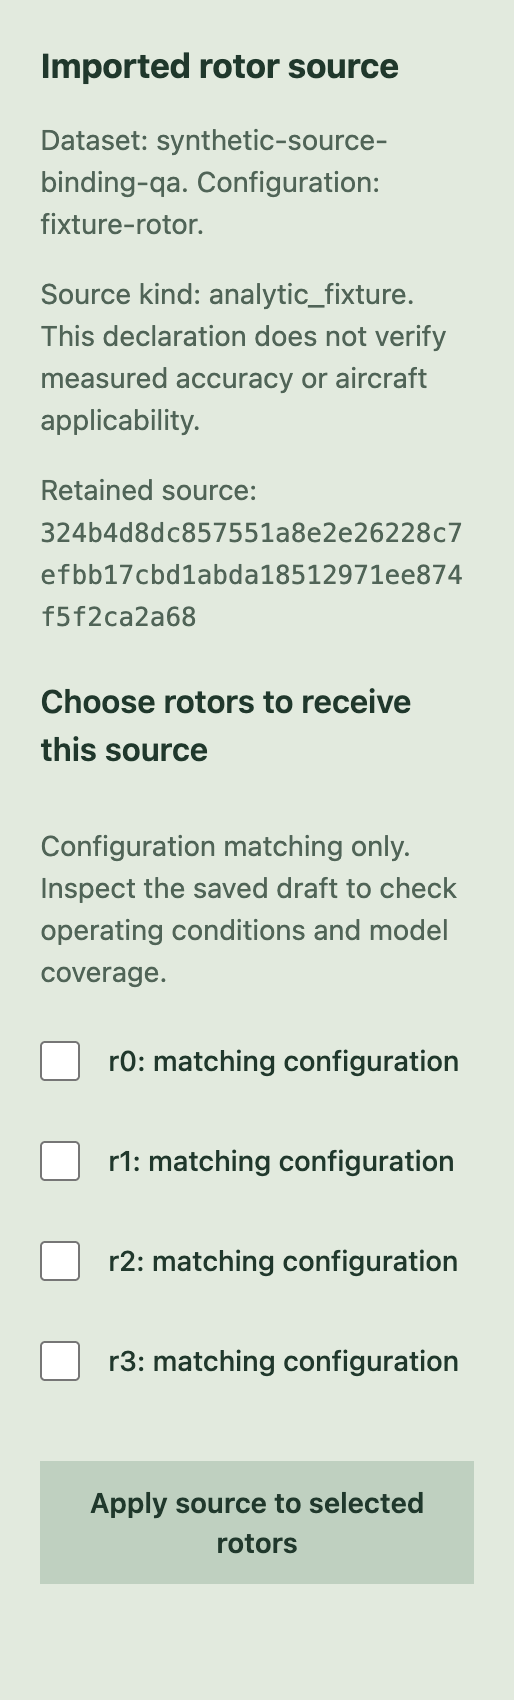 Imported rotor source
Dataset: synthetic-source-
binding-qa. Configuration:
fixture-rotor.
Source kind: analytic_fixture.
This declaration does not verify
measured accuracy or aircraft
applicability.
Retained source:
324b4d8dc857551a8e2e26228c7
efbb17cbd1abda18512971ee874
f5f2ca2a68
Choose rotors to receive
this source
Configuration matching only.
Inspect the saved draft to check
operating conditions and model
coverage.
r0: matching configuration
r1: matching configuration
r2: matching configuration
r3: matching configuration
Apply source to selected
rotors